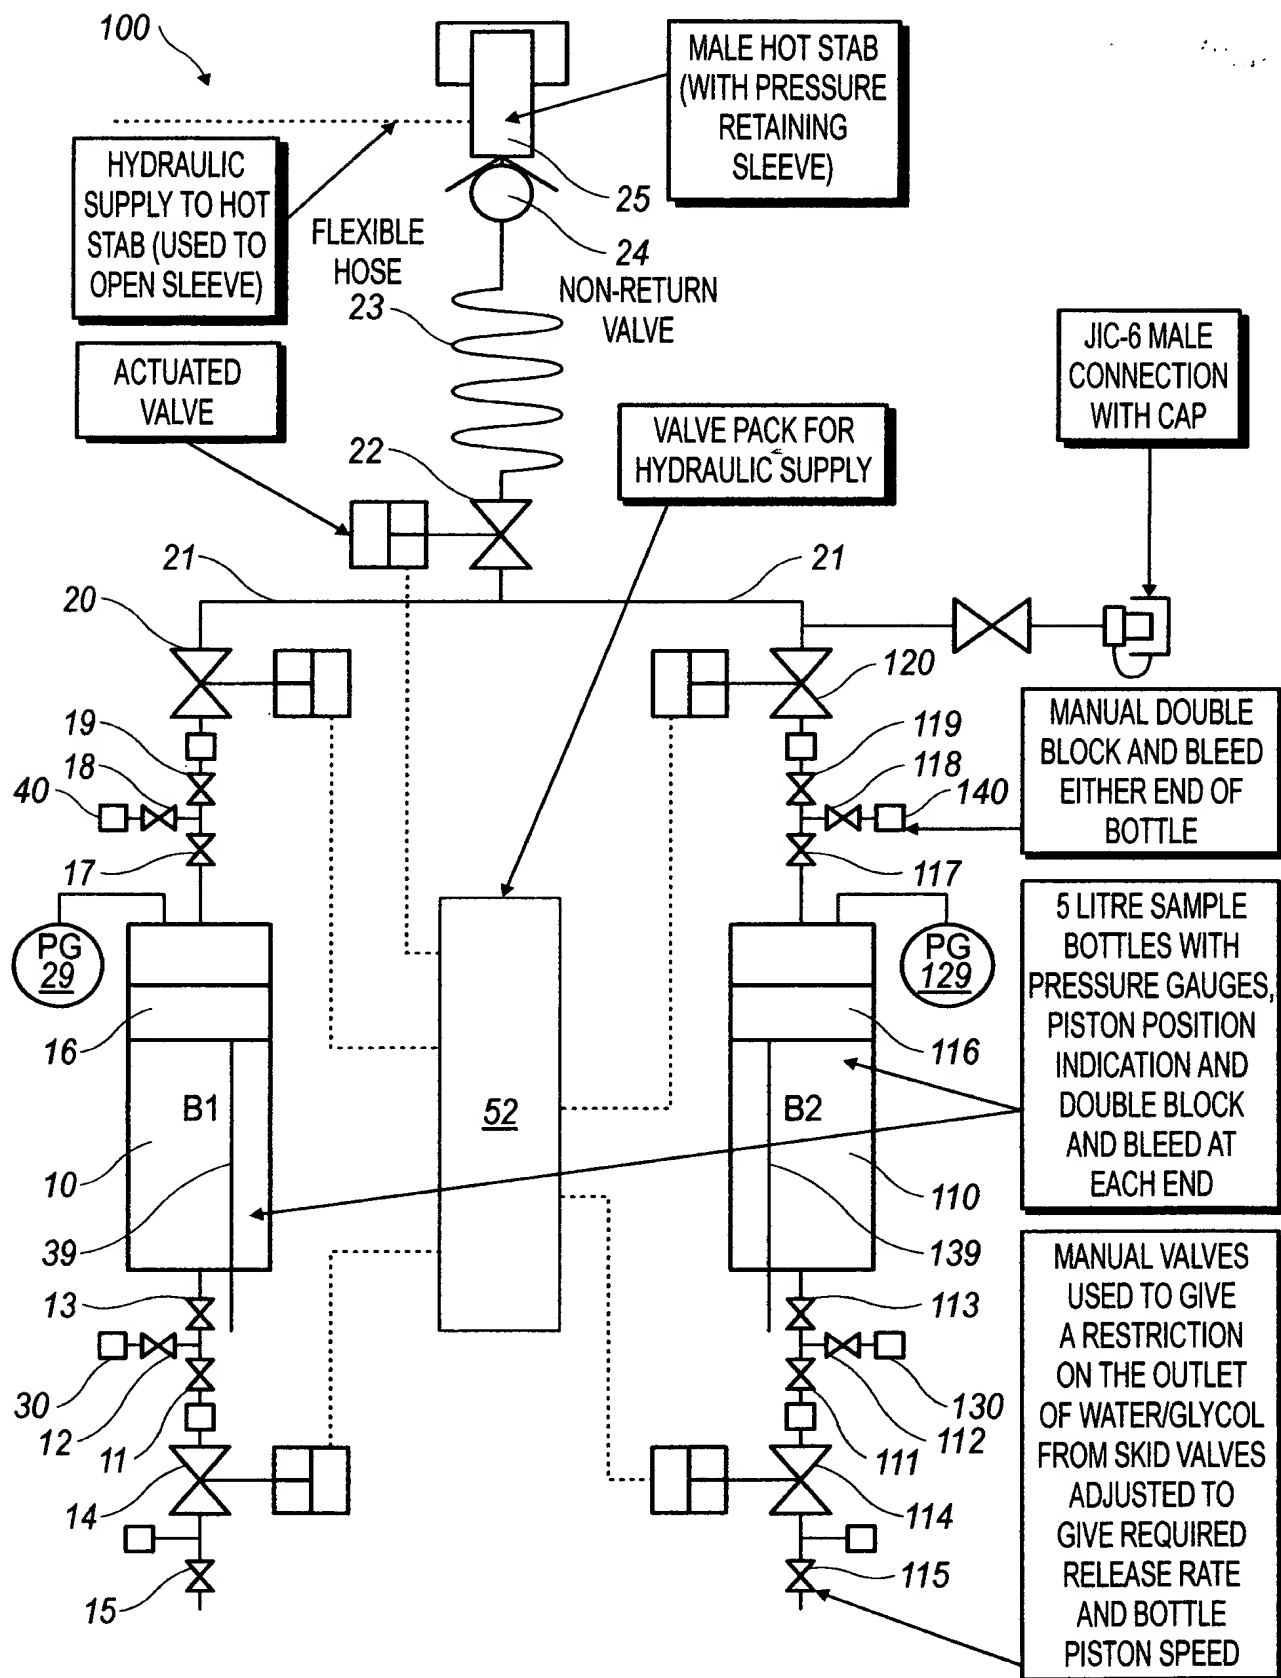 100
MALE HOT STAB
(WITH PRESSURE
RETAINING
SLEEVE)
HYDRAULIC
SUPPLY TO HOT
STAB (USED TO
OPEN SLEEVE)
25
24
FLEXIBLE
HOSE
23
NON-RETURN
VALVE
JIC-6 MALE
CONNECTION
WITH CAP
ACTUATED
VALVE
VALVE PACK FOR
HYDRAULIC SUPPLY
22
21
21
20
120
19
18
40
17
119
118
140
117
MANUAL DOUBLE
BLOCK AND BLEED
EITHER END OF
BOTTLE
PG
29
PG
129
5 LITRE SAMPLE
BOTTLES WITH
PRESSURE GAUGES,
PISTON POSITION
INDICATION AND
DOUBLE BLOCK
AND BLEED AT
EACH END
16
116
B1
B2
52
10
110
39
139
13
113
30
12
11
130
112
111
14
114
15
115
MANUAL VALVES
USED TO GIVE
A RESTRICTION
ON THE OUTLET
OF WATER/GLYCOL
FROM SKID VALVES
ADJUSTED TO
GIVE REQUIRED
RELEASE RATE
AND BOTTLE
PISTON SPEED